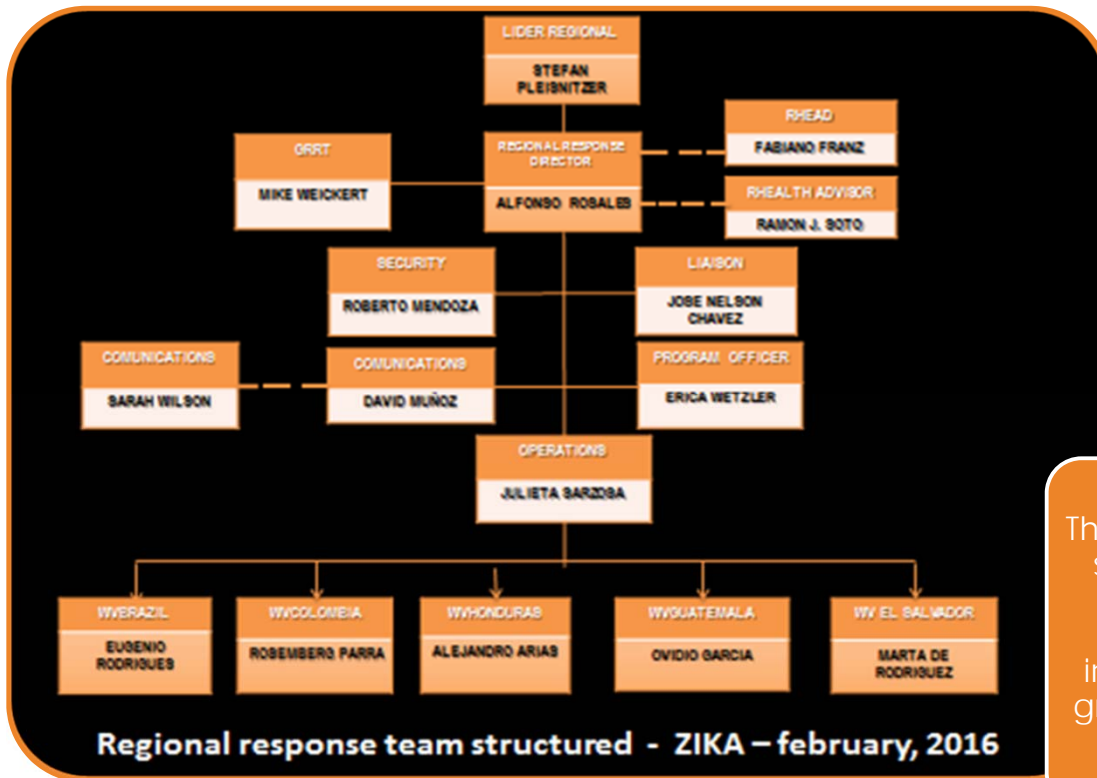 LIDER REGIONAL
STEFAN
PLEISNITZER
GRRT
MIKE WEICKERT
REGIONAL RESPONSE
DIRECTOR
ALFONSO ROSALES
RHEAD
FABIANO FRANZ
RHEALTH ADVISOR
RAMON J. SOTO
SECURITY
ROBERTO MENDOZA
LIAISON
JOSE NELSON
CHAVEZ
COMUNICATIONS
SARAH WILSON
COMUNICATIONS
DAVID MUÑOZ
PROGRAM OFFICER
ERICA WETZLER
OPERATIONS
JULIETA SARZOSA
WVBRAZIL
EUGENIO
RODRIGUES
WVCOLOMBIA
ROSEMBERG PARRA
WVHONDURAS
ALEJANDRO ARIAS
WVGUATEMALA
OVIDIO GARCIA
WV EL SALVADOR
MARTA DE
RODRIGUEZ
Regional response team structured - ZIKA – february, 2016